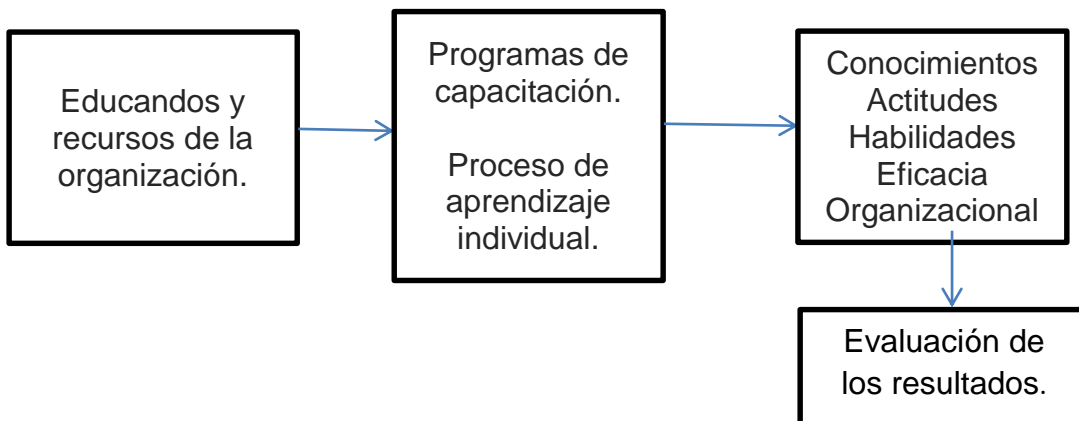 Educandos y
recursos de la
organización.
Programas de
capacitación.
Proceso de
aprendizaje
individual.
Conocimientos
Actitudes
Habilidades
Eficacia
Organizacional
Evaluación de
los resultados.